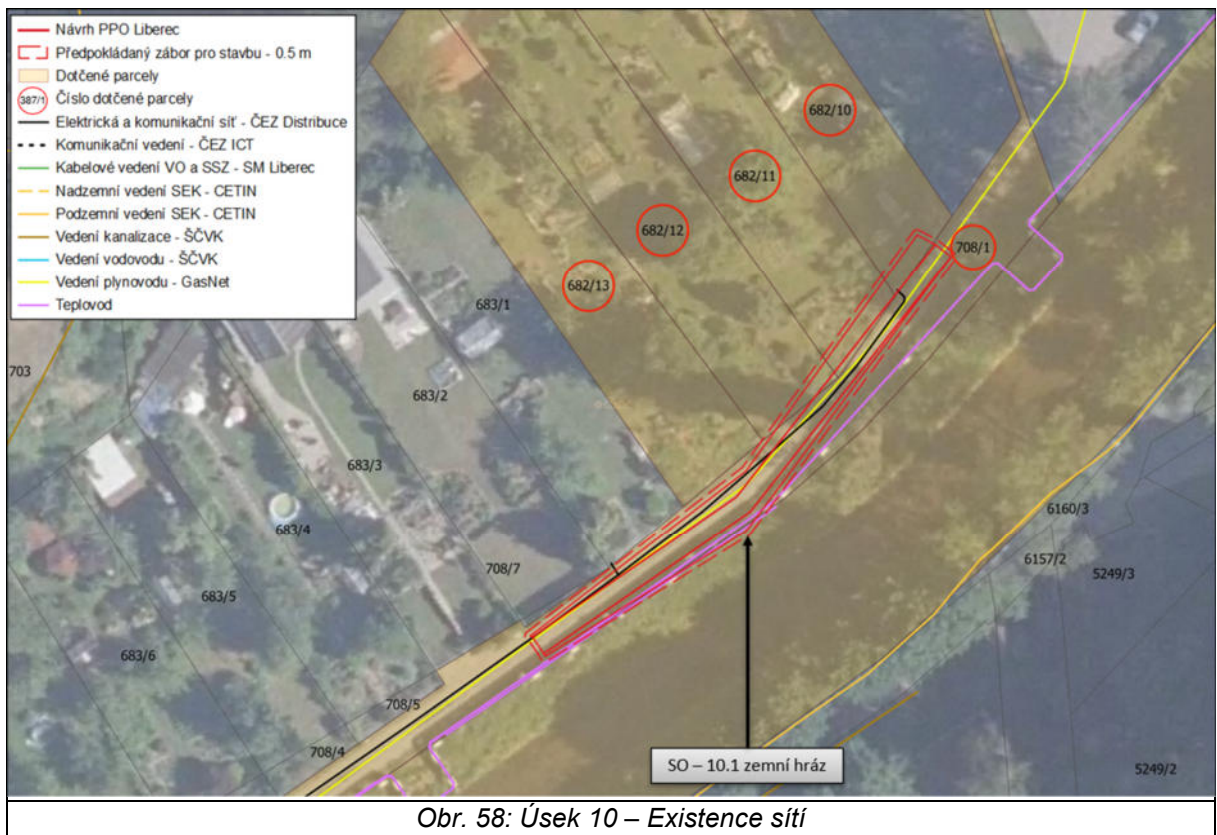 Návrh PPO Liberec
Předpokládaný zábor pro stavbu - 0.5 m
Dotčené parcely
387/1 Číslo dotčené parcely
Elektrická a komunikační síť - ČEZ Distribuce
Komunikační vedení - ČEZ ICT
Kabelové vedení VO a SSZ - SM Liberec
Nadzemní vedení SEK - CETIN
Podzemní vedení SEK - CETIN
Vedení kanalizace - ŠČVK
Vedení vodovodu - ŠČVK
Vedení plynovodu - GasNet
Teplovod
682/10
682/11
682/12
708/1
682/13
683/1
703
683/2
683/3
683/4
6160/3
6157/2
5249/3
708/7
683/5
683/6
708/5
708/4
SO – 10.1 zemní hráz
5249/2
Obr. 58: Úsek 10 – Existence sítí